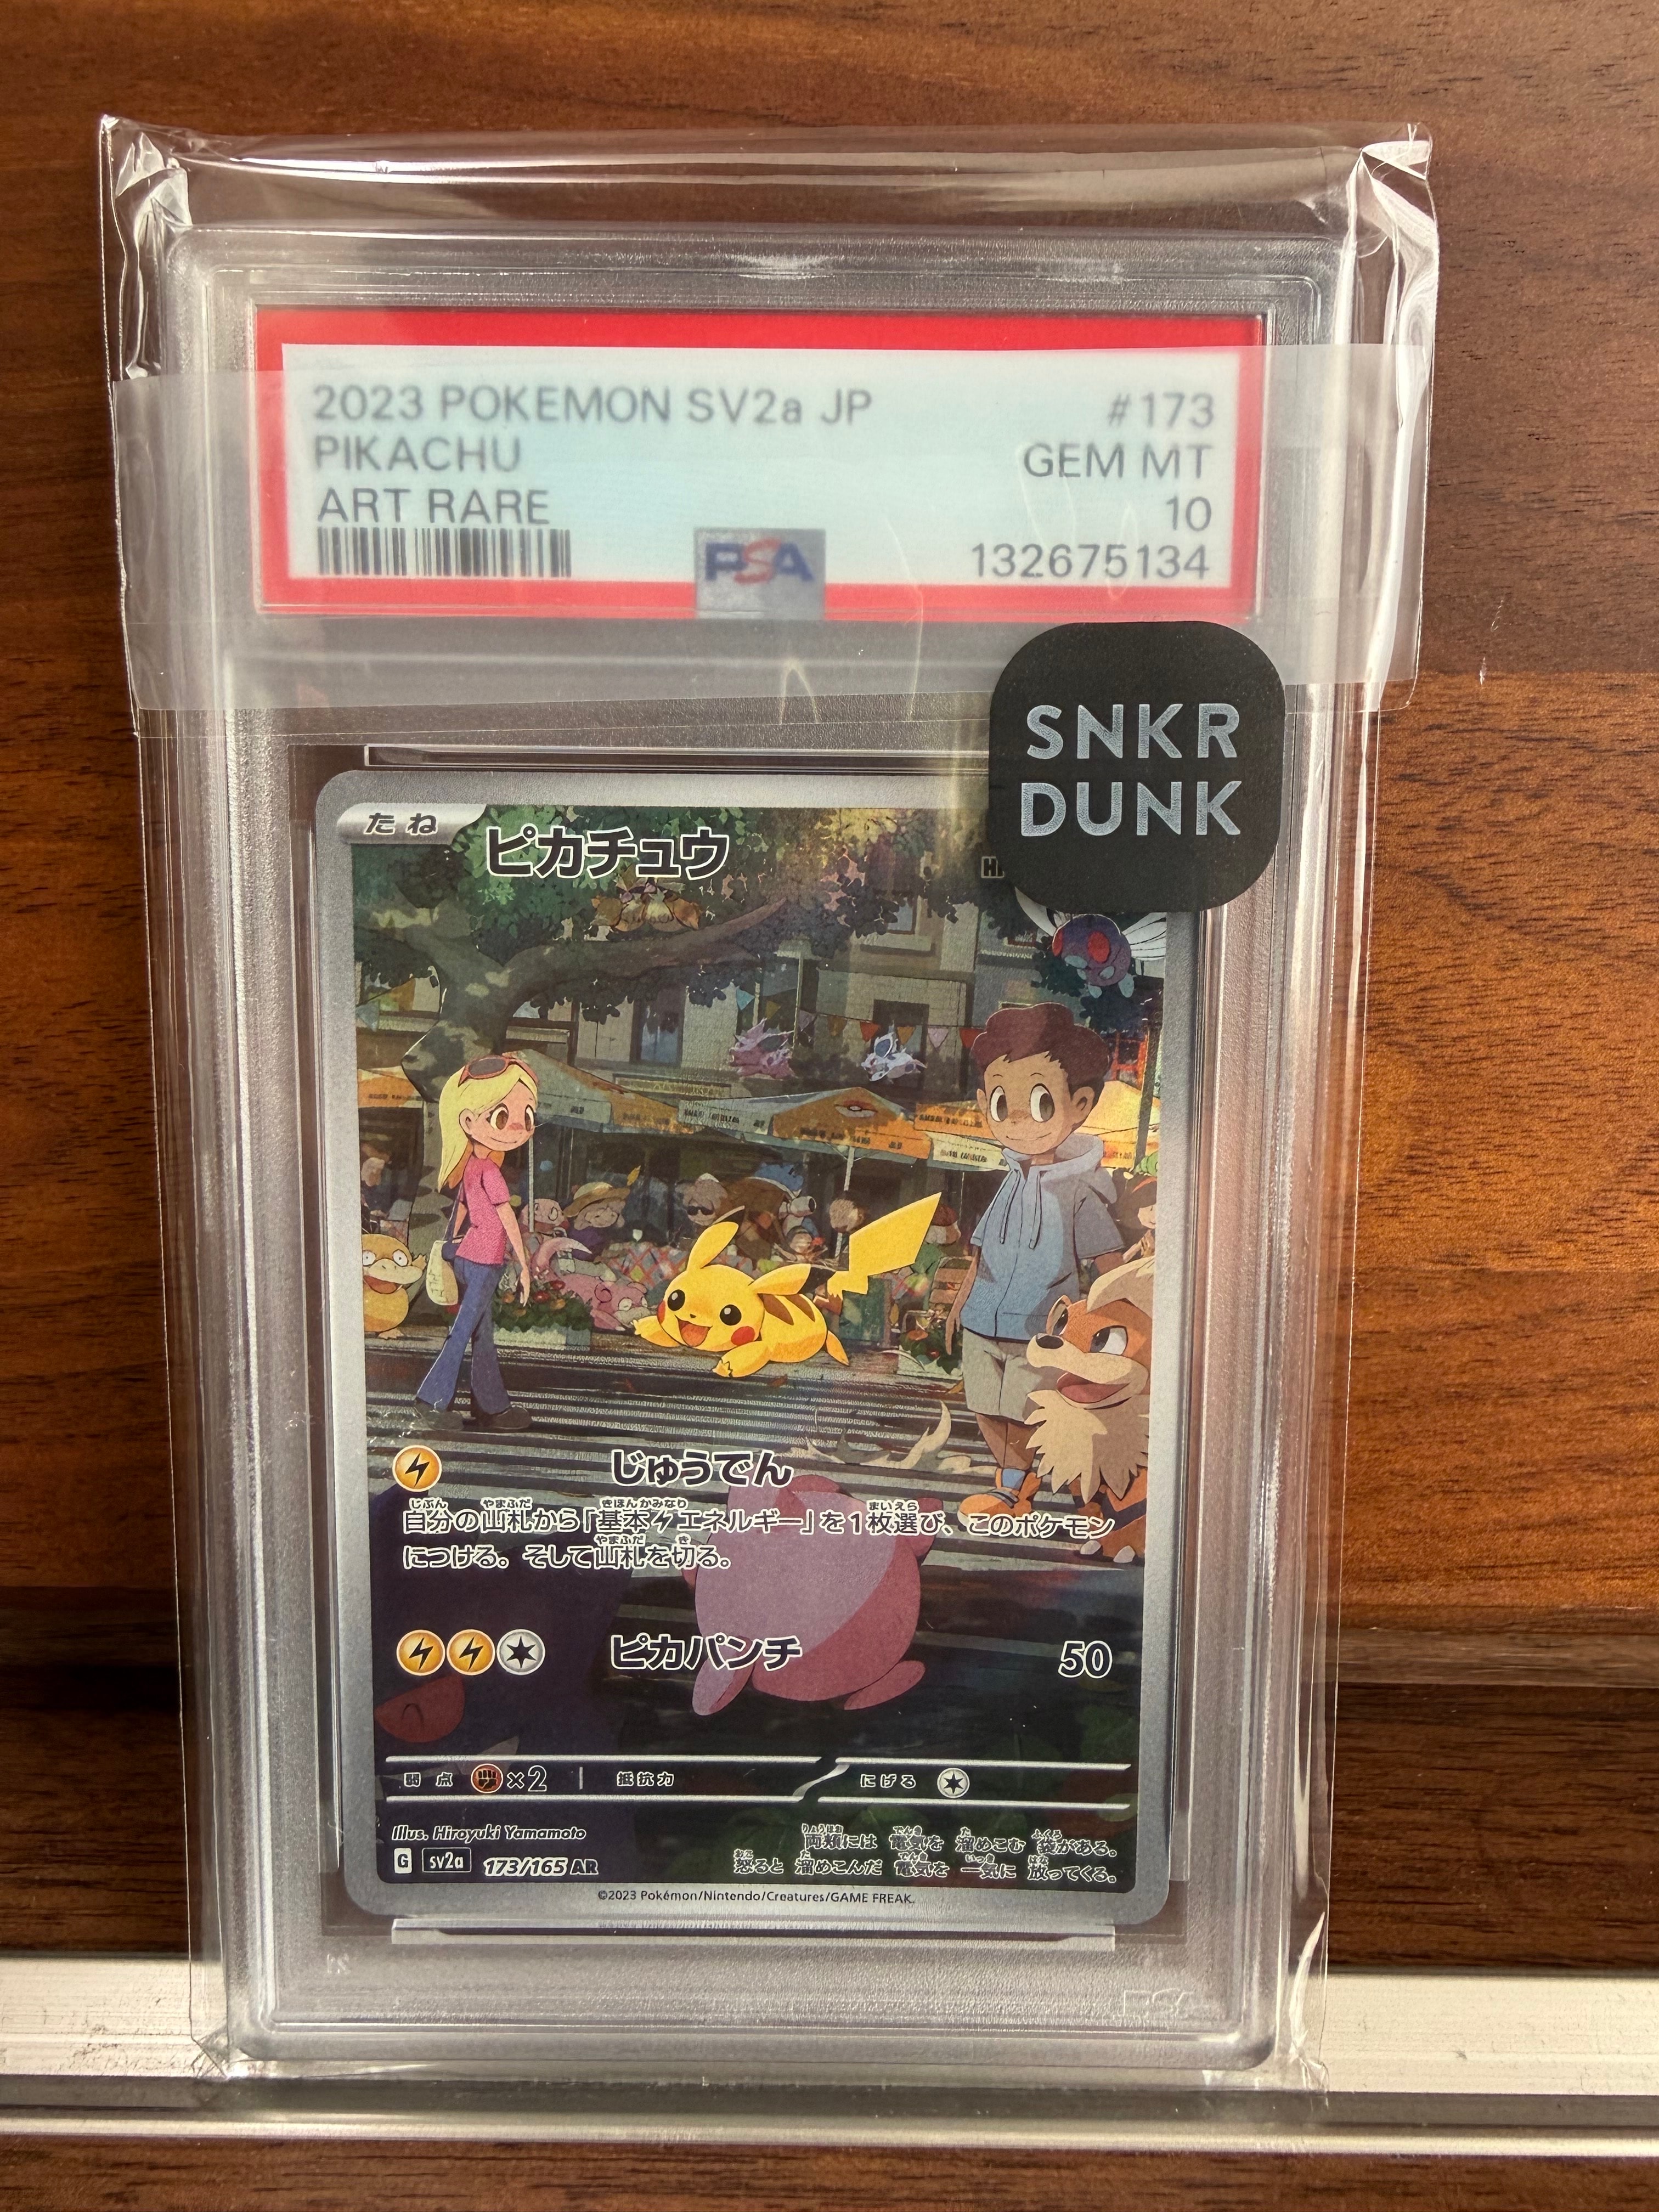 2023 POKEMON SV2a JP #173
PIKACHU GEM MT
ART RARE 10
PSA 132675134
SNKR
DUNK
たね ピカチュウ
じゅうでん
自分の山札から「基本エネルギー」を1枚選び、このポケモン
につける。そして山札を切る。
ピカパンチ 50
弱点 ×2 抵抗力 にげる
Illus. Hiroyuki Yamamoto
両頬には 電気を 溜めこむ 袋がある。
G sv2a 173/165 AR
怒ると 溜めこんだ 電気を 一気に 放ってくる。
©2023 Pokémon/Nintendo/Creatures/GAME FREAK.